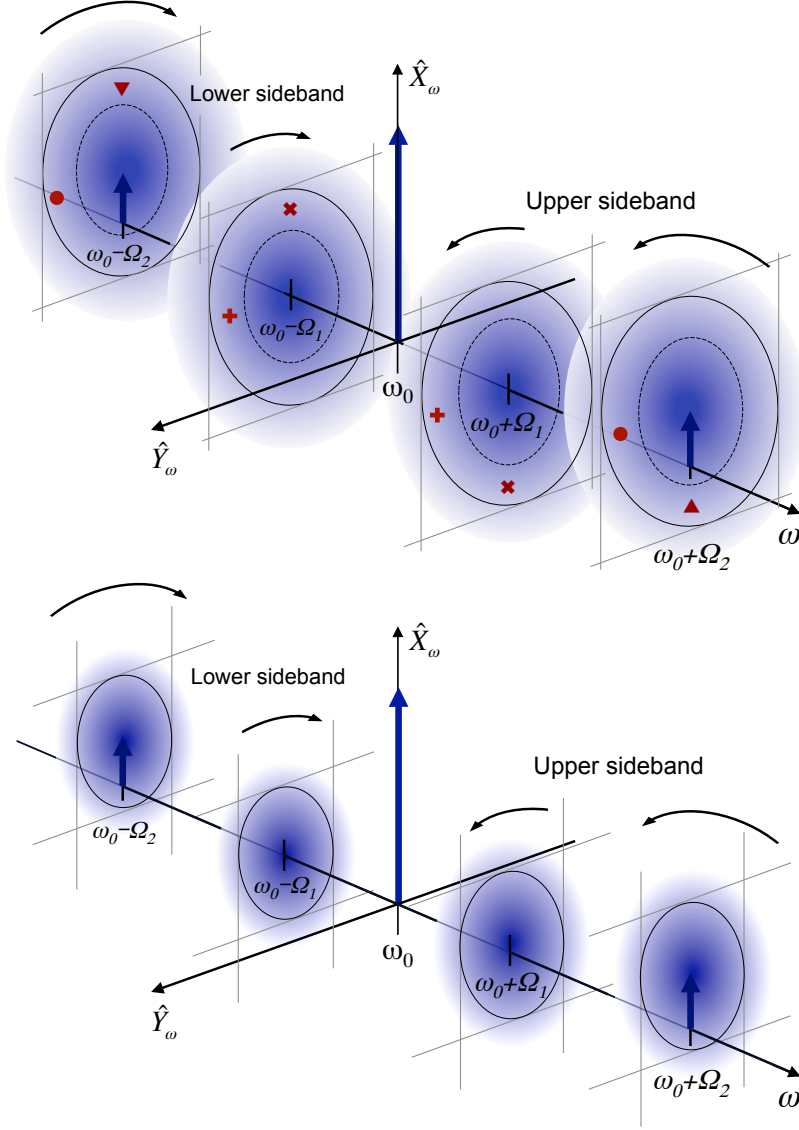 X̂_ω
Lower sideband
Upper sideband
ω₀−Ω₂
ω₀−Ω₁
ω₀
ω₀+Ω₁
Ŷ_ω
ω
ω₀+Ω₂
X̂_ω
Lower sideband
Upper sideband
ω₀−Ω₂
ω₀−Ω₁
ω₀
ω₀+Ω₁
Ŷ_ω
ω₀+Ω₂
ω